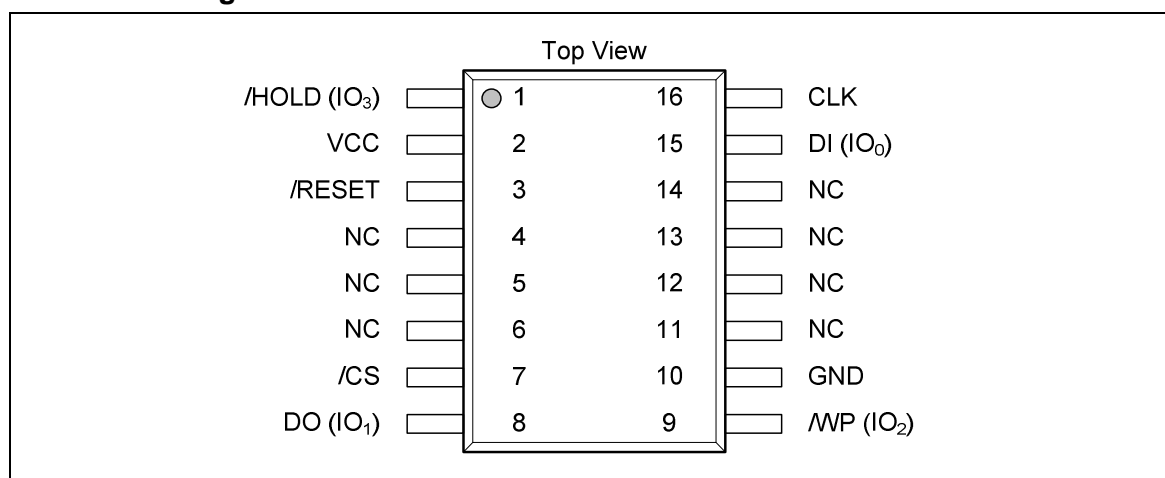 Top View
/HOLD (IO₃) 1 16 CLK
VCC 2 15 DI (IO₀)
/RESET 3 14 NC
NC 4 13 NC
NC 5 12 NC
NC 6 11 NC
/CS 7 10 GND
DO (IO₁) 8 9 /WP (IO₂)